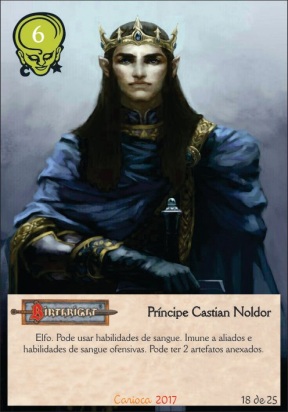 6
Príncipe Castian Noldor
BIRTHRIGHT
Elfo. Pode usar habilidades de sangue. Imune a aliados e
habilidades de sangue ofensivas. Pode ter 2 artefatos anexados.
Carioca 2017
18 de 25